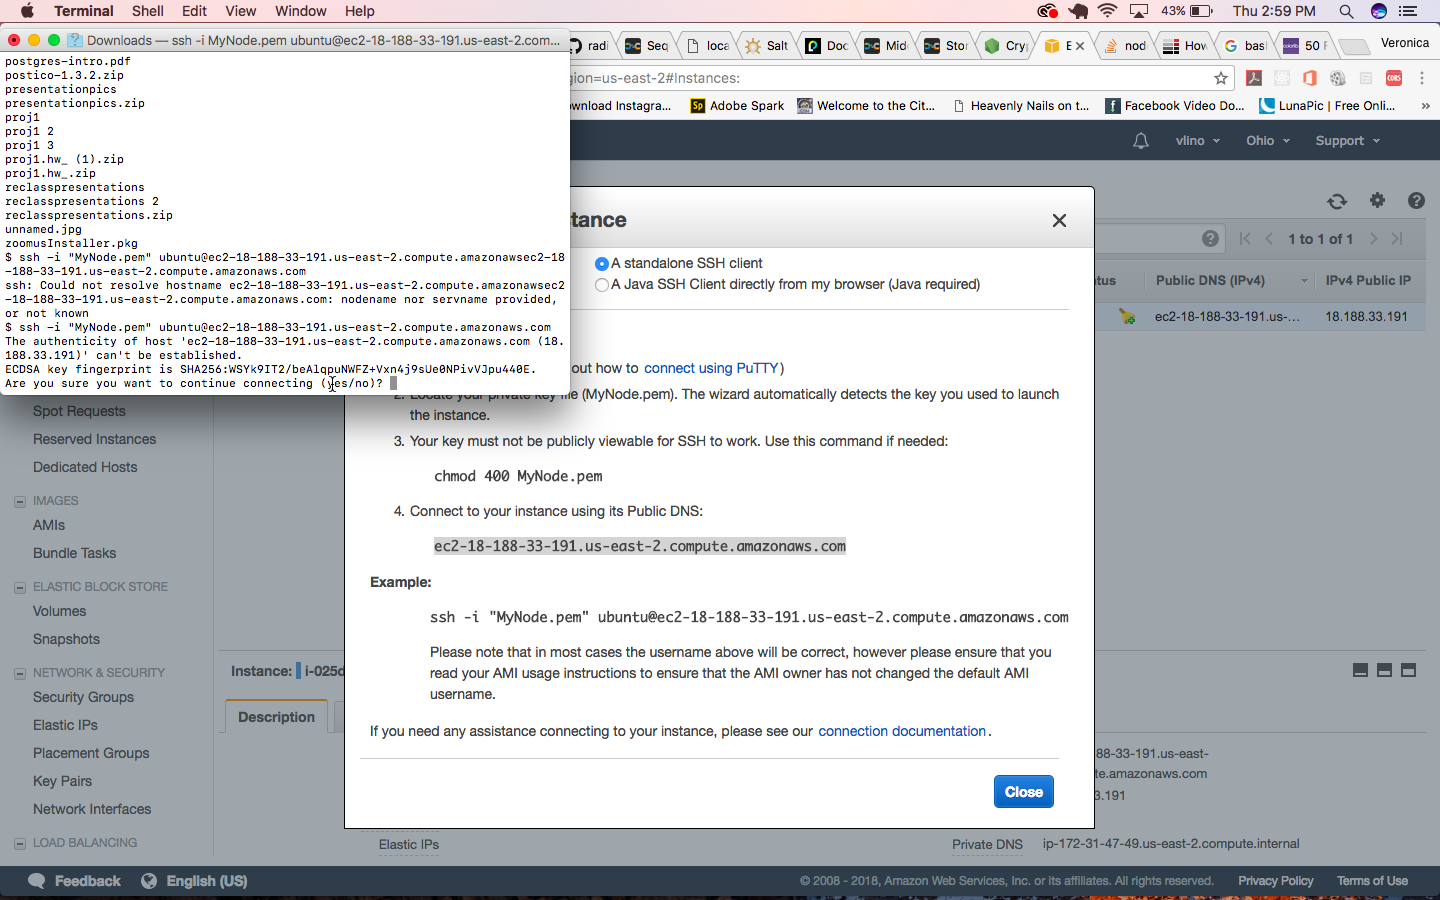 Terminal Shell Edit View Window Help
43% Thu 2:59 PM
Downloads — ssh -i MyNode.pem ubuntu@ec2-18-188-33-191.us-east-2.com...
radi Seq loca Salt Doc Mid Sto Cry E nod How bas 50 F Veronica
gion=us-east-2#Instances:
wnload Instagra... Adobe Spark Welcome to the Cit... Heavenly Nails on t... Facebook Video Do... LunaPic | Free Onli... »
postgres-intro.pdf
postico-1.3.2.zip
presentationpics
presentationpics.zip
proj1
proj1 2
proj1 3
proj1.hw_ (1).zip
proj1.hw_.zip
reclasspresentations
reclasspresentations 2
reclasspresentations.zip
unnamed.jpg
zoomusInstaller.pkg
$ ssh -i "MyNode.pem" ubuntu@ec2-18-188-33-191.us-east-2.compute.amazonawsec2-18
-188-33-191.us-east-2.compute.amazonaws.com
ssh: Could not resolve hostname ec2-18-188-33-191.us-east-2.compute.amazonawsec2
-18-188-33-191.us-east-2.compute.amazonaws.com: nodename nor servname provided,
or not known
$ ssh -i "MyNode.pem" ubuntu@ec2-18-188-33-191.us-east-2.compute.amazonaws.com
The authenticity of host 'ec2-18-188-33-191.us-east-2.compute.amazonaws.com (18.
188.33.191)' can't be established.
ECDSA key fingerprint is SHA256:WSYk9IT2/beAlqpuNWFZ+Vxn4j9sUe0NPivVJpu440E.
Are you sure you want to continue connecting (yes/no)?
vlino Ohio Support
1 to 1 of 1
tus Public DNS (IPv4) IPv4 Public IP
ec2-18-188-33-191.us-... 18.188.33.191
Spot Requests
Reserved Instances
Dedicated Hosts
IMAGES
AMIs
Bundle Tasks
ELASTIC BLOCK STORE
Volumes
Snapshots
NETWORK & SECURITY
Security Groups
Elastic IPs
Placement Groups
Key Pairs
Network Interfaces
LOAD BALANCING
tance
A standalone SSH client
A Java SSH Client directly from my browser (Java required)
out how to connect using PuTTY)
2. Locate your private key file (MyNode.pem). The wizard automatically detects the key you used to launch
the instance.
3. Your key must not be publicly viewable for SSH to work. Use this command if needed:
chmod 400 MyNode.pem
4. Connect to your instance using its Public DNS:
ec2-18-188-33-191.us-east-2.compute.amazonaws.com
Example:
ssh -i "MyNode.pem" ubuntu@ec2-18-188-33-191.us-east-2.compute.amazonaws.com
Please note that in most cases the username above will be correct, however please ensure that you
read your AMI usage instructions to ensure that the AMI owner has not changed the default AMI
username.
If you need any assistance connecting to your instance, please see our connection documentation.
Close
Instance: i-025d
Description
88-33-191.us-east-
te.amazonaws.com
3.191
Elastic IPs
Private DNS ip-172-31-47-49.us-east-2.compute.internal
Feedback English (US)
© 2008 - 2018, Amazon Web Services, Inc. or its affiliates. All rights reserved. Privacy Policy Terms of Use